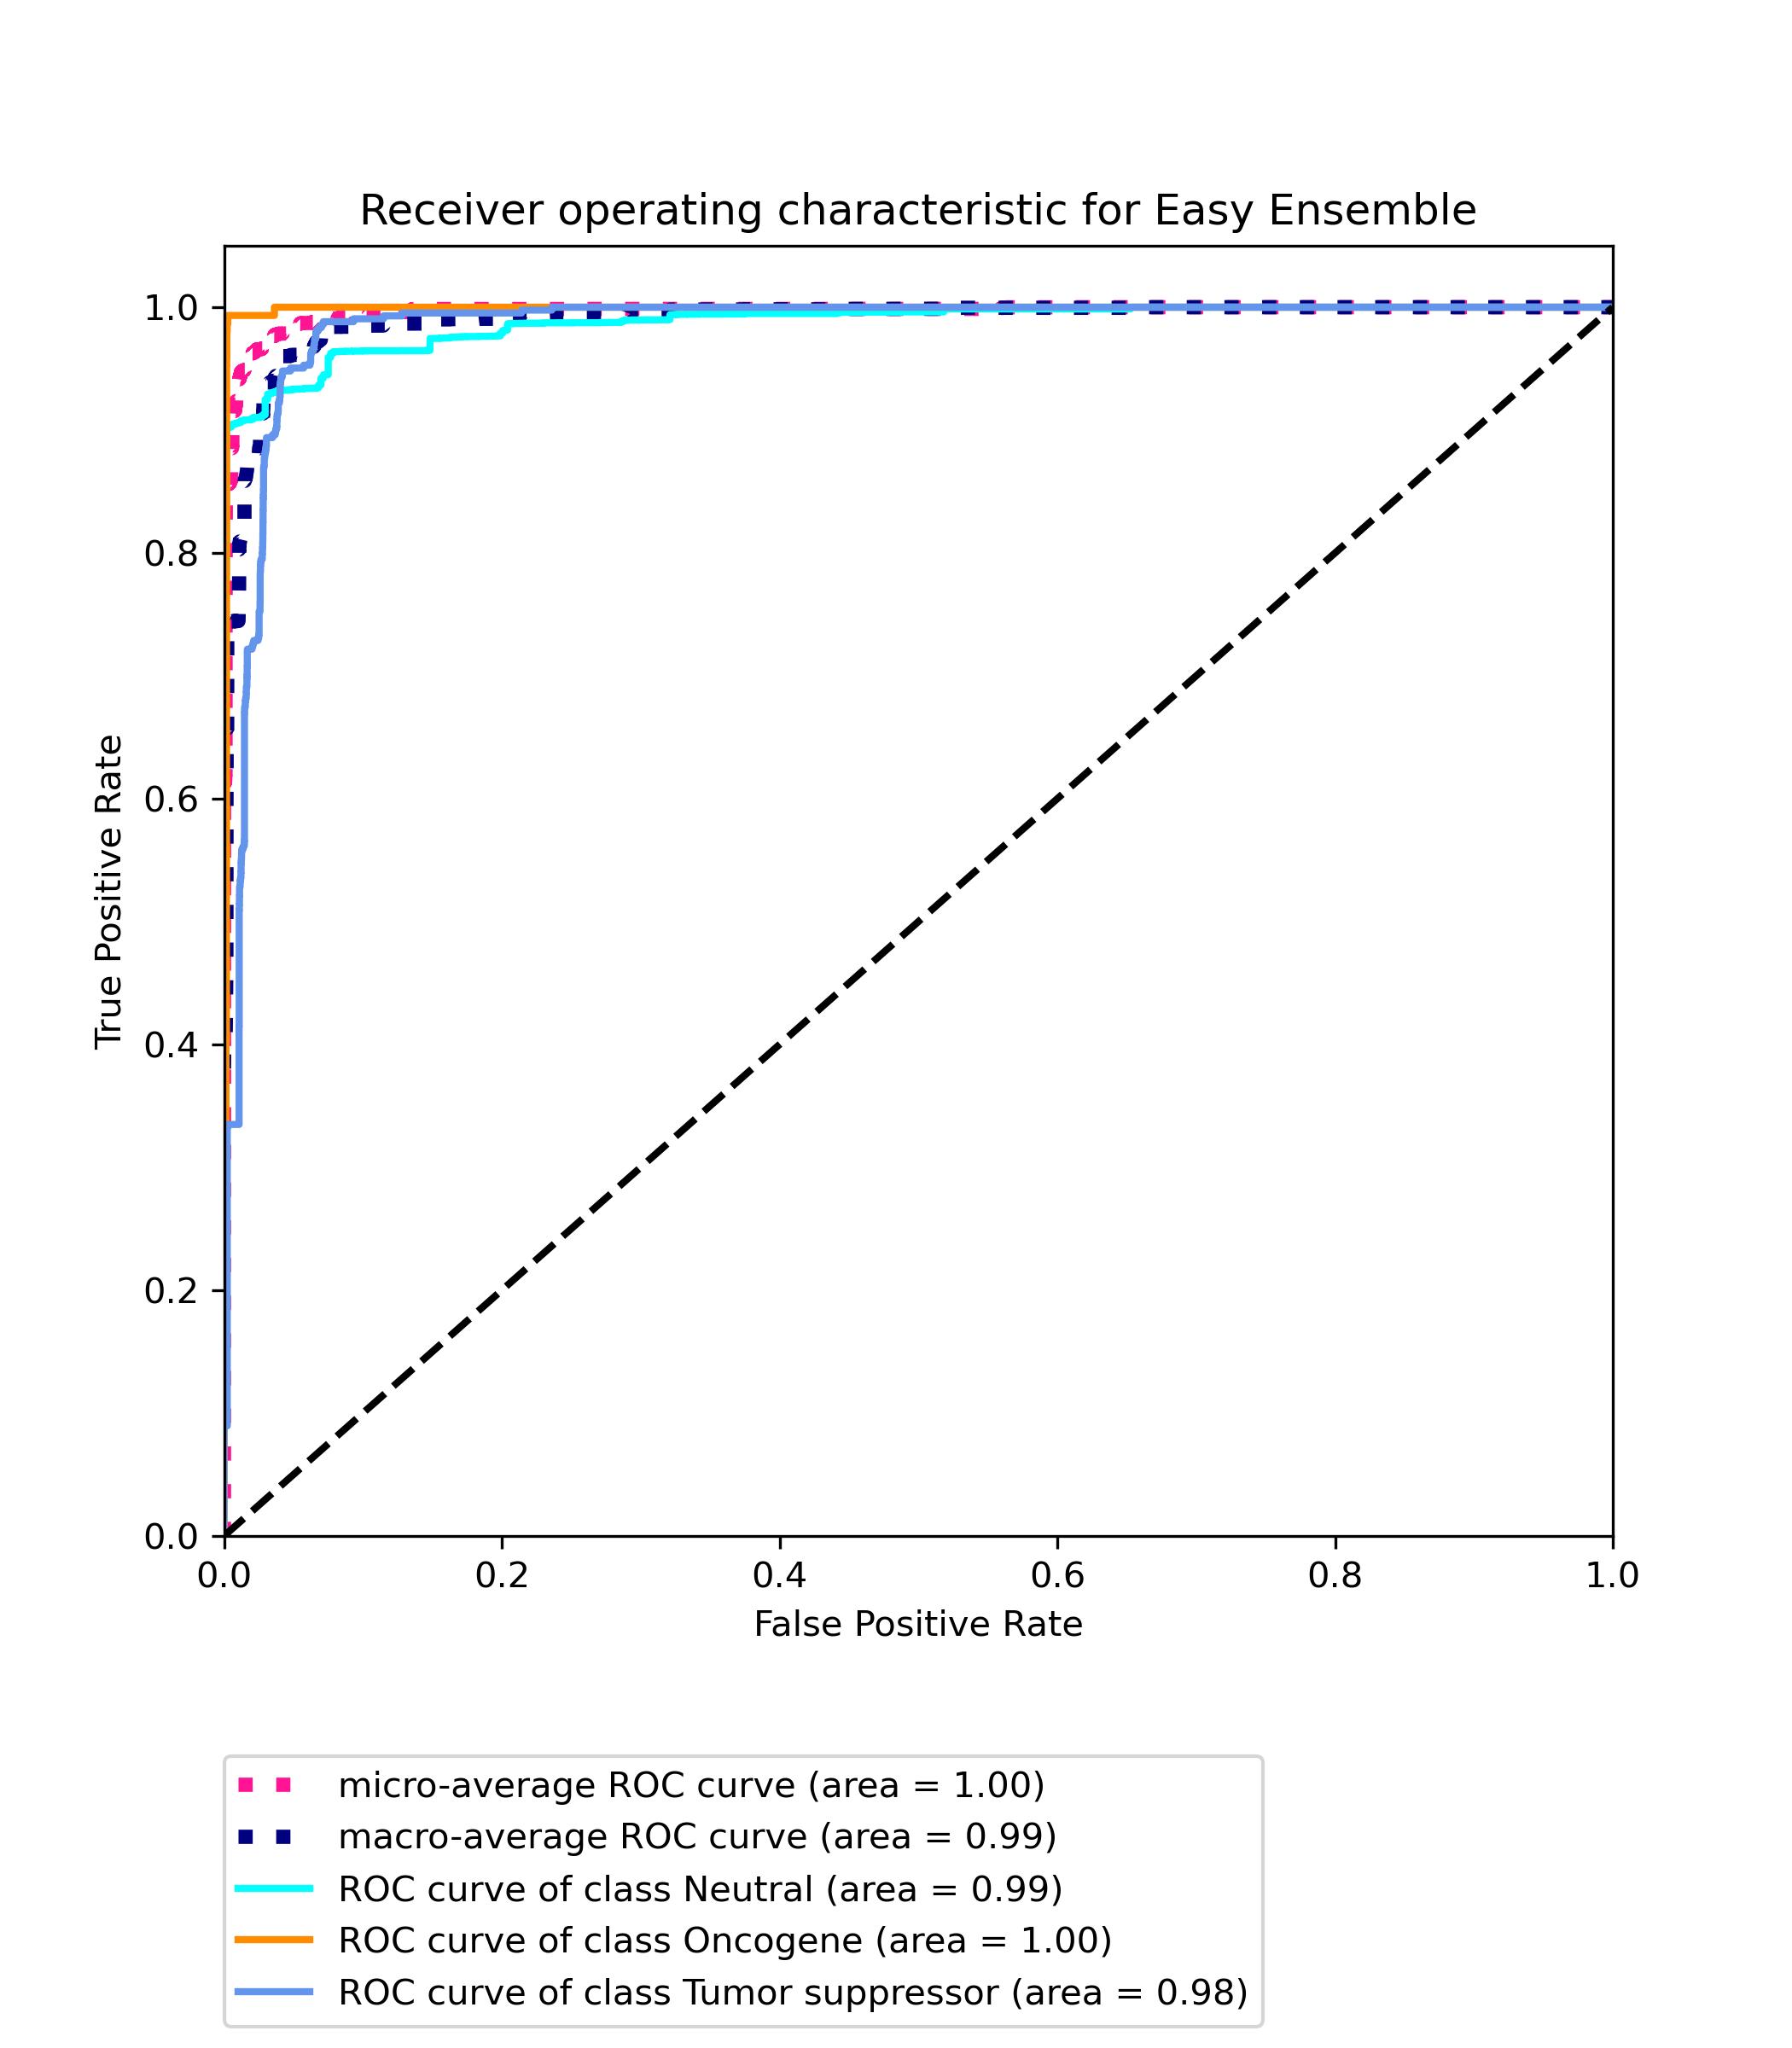 Receiver operating characteristic for Easy Ensemble
1.0
0.8
0.6
0.4
0.2
0.0
True Positive Rate
0.0 0.2 0.4 0.6 0.8 1.0
False Positive Rate
micro-average ROC curve (area = 1.00)
macro-average ROC curve (area = 0.99)
ROC curve of class Neutral (area = 0.99)
ROC curve of class Oncogene (area = 1.00)
ROC curve of class Tumor suppressor (area = 0.98)